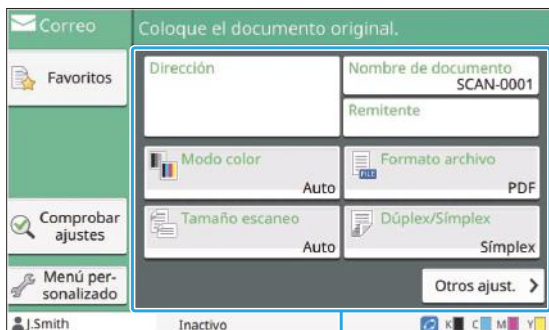 Correo
Coloque el documento original.
Favoritos
Dirección
Nombre de documento
SCAN-0001
Remitente
Modo color
Auto
Formato archivo
FILE
PDF
Comprobar
ajustes
Tamaño escaneo
Auto
Dúplex/Símplex
Símplex
Menú per-
sonalizado
Otros ajust.
J.Smith
Inactivo
K C M Y